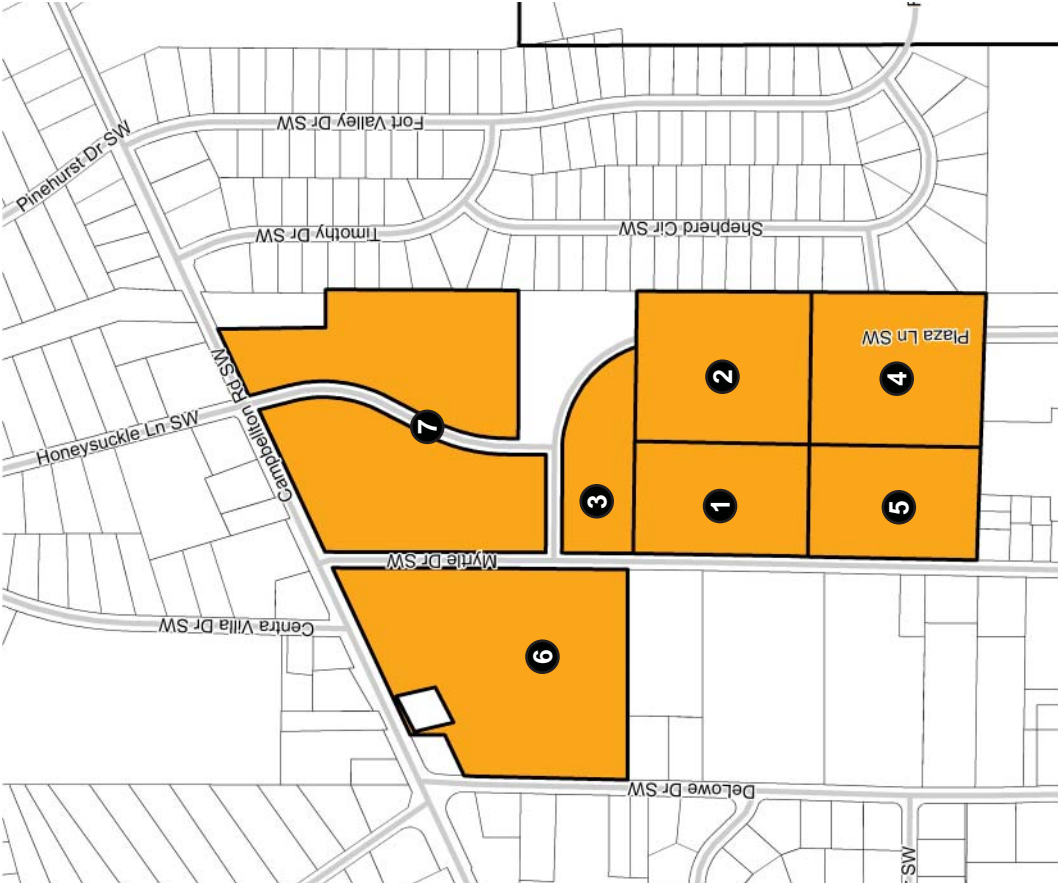 Pinehurst Dr SW
Fort Valley Dr SW
Timothy Dr SW
Shepherd Cir SW
Campbellton Rd SW
Honeysuckle Ln SW
Plaza Ln SW
7
2
4
3
1
5
Myrtle Dr SW
Centra Villa Dr SW
6
DeLowe Dr SW
SW